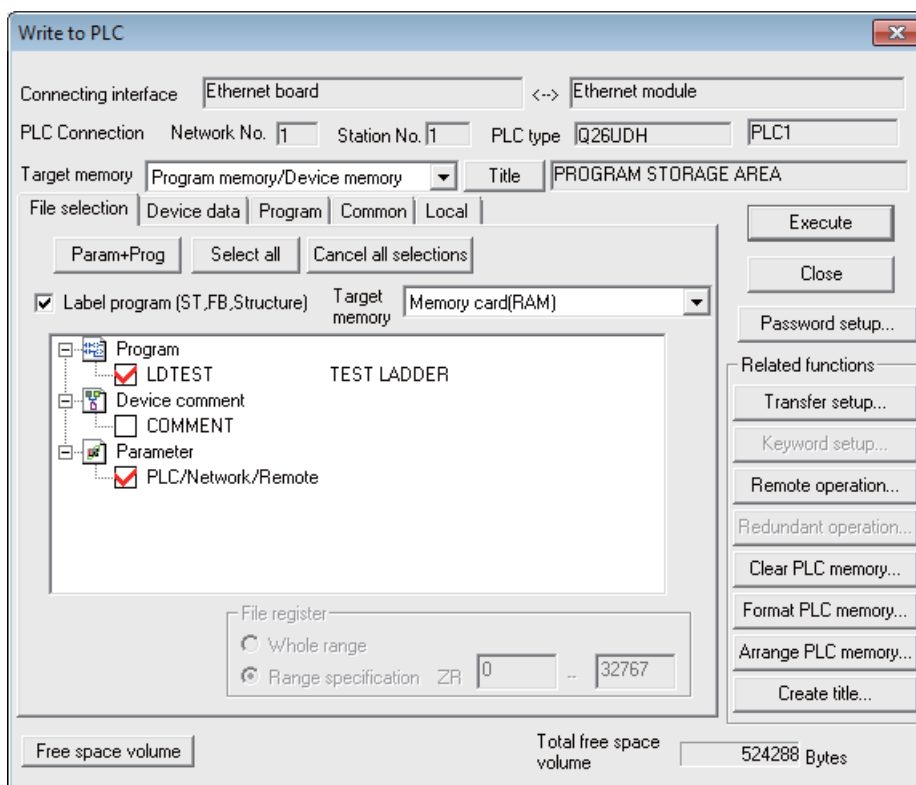 Write to PLC
Connecting interface Ethernet board <--> Ethernet module
PLC Connection Network No. 1 Station No. 1 PLC type Q26UDH PLC1
Target memory Program memory/Device memory Title PROGRAM STORAGE AREA
File selection Device data Program Common Local
Execute
Param+Prog Select all Cancel all selections
Close
Label program (ST,FB,Structure) Target memory Memory card(RAM)
Password setup...
Program
LDTEST TEST LADDER
Device comment
COMMENT
Parameter
PLC/Network/Remote
Related functions
Transfer setup...
Keyword setup...
Remote operation...
Redundant operation...
Clear PLC memory...
Format PLC memory...
Arrange PLC memory...
Create title...
File register
Whole range
Range specification ZR 0 .. 32767
Free space volume
Total free space volume 524288 Bytes